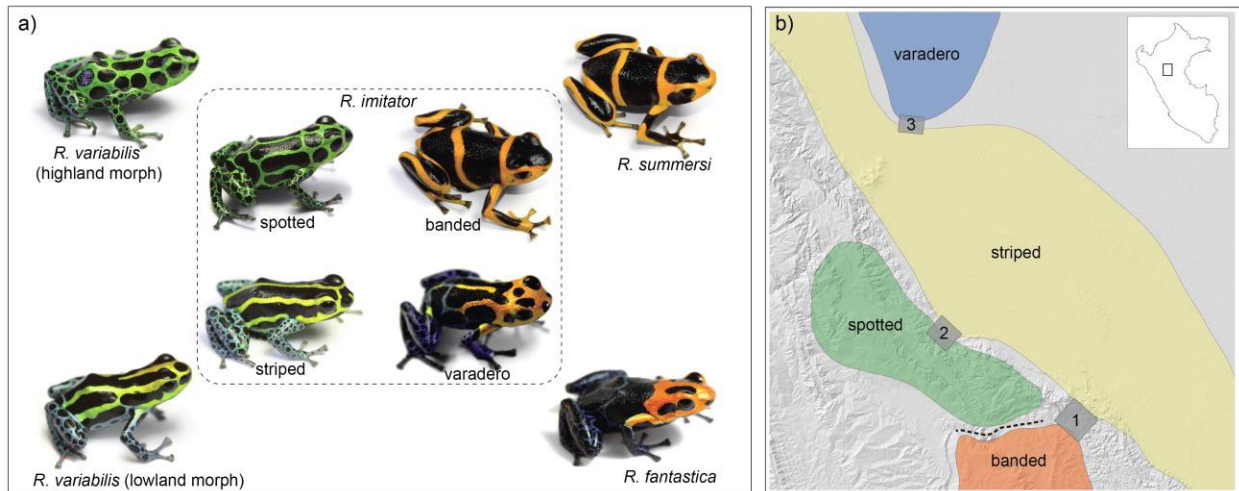 a)
R. variabilis
(highland morph)
R. imitator
spotted
banded
R. summersi
striped
varadero
R. variabilis (lowland morph)
R. fantastica
b)
varadero
3
striped
spotted
2
1
banded